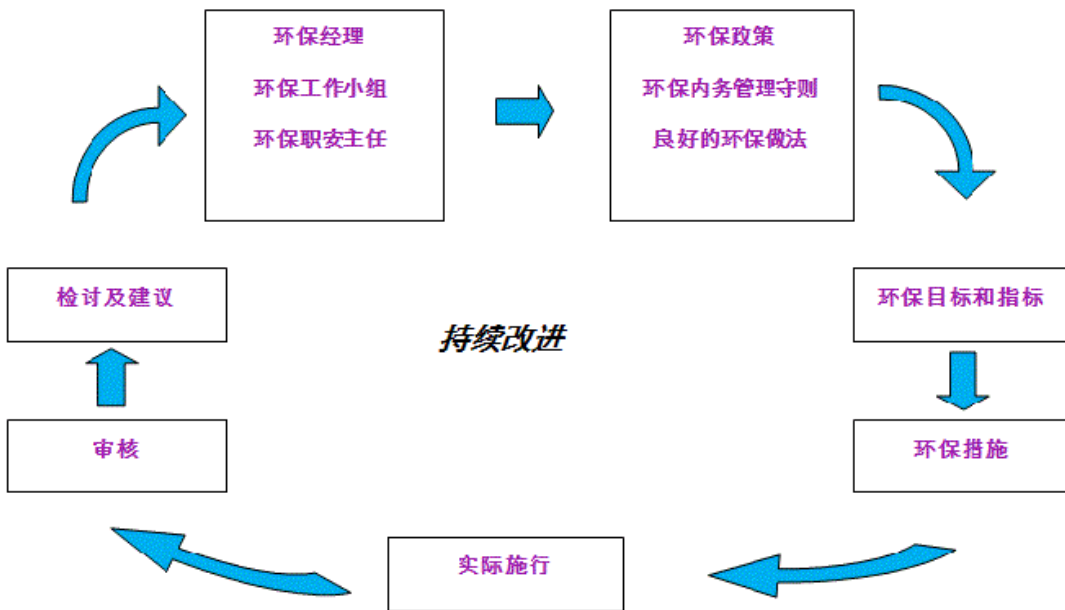 环保经理
环保工作小组
环保职安主任
环保政策
环保内务管理守则
良好的环保做法
检讨及建议
环保目标和指标
持续改进
审核
环保措施
实际施行